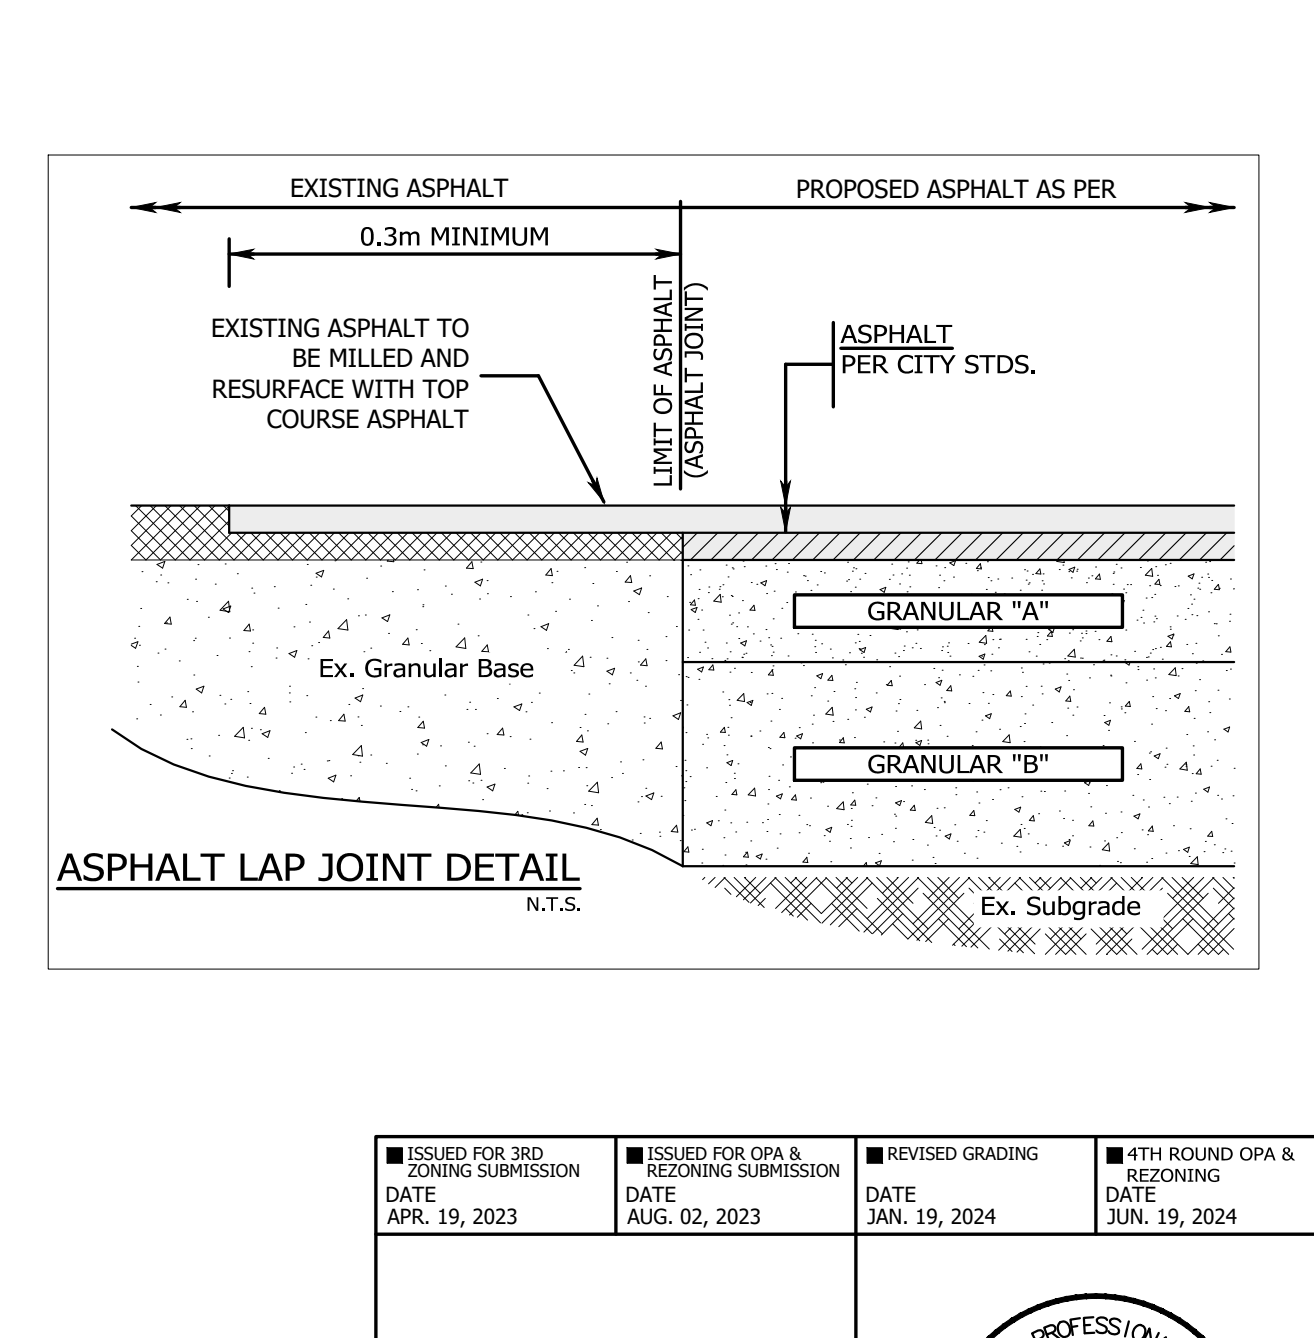 EXISTING ASPHALT
PROPOSED ASPHALT AS PER
0.3m MINIMUM
EXISTING ASPHALT TO
BE MILLED AND
RESURFACE WITH TOP
COURSE ASPHALT
LIMIT OF ASPHALT
(ASPHALT JOINT)
ASPHALT
PER CITY STDS.
GRANULAR "A"
Ex. Granular Base
GRANULAR "B"
ASPHALT LAP JOINT DETAIL
N.T.S.
Ex. Subgrade
ISSUED FOR 3RD
ZONING SUBMISSION
DATE
APR. 19, 2023
ISSUED FOR OPA &
REZONING SUBMISSION
DATE
AUG. 02, 2023
REVISED GRADING
DATE
JAN. 19, 2024
4TH ROUND OPA &
REZONING
DATE
JUN. 19, 2024